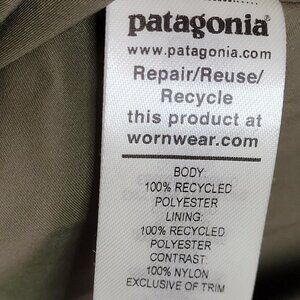 patagonia®
www.patagonia.com
Repair/Reuse/
Recycle
this product at
wornwear.com
BODY:
100% RECYCLED
POLYESTER
LINING:
100% RECYCLED
POLYESTER
CONTRAST:
100% NYLON
EXCLUSIVE OF TRIM